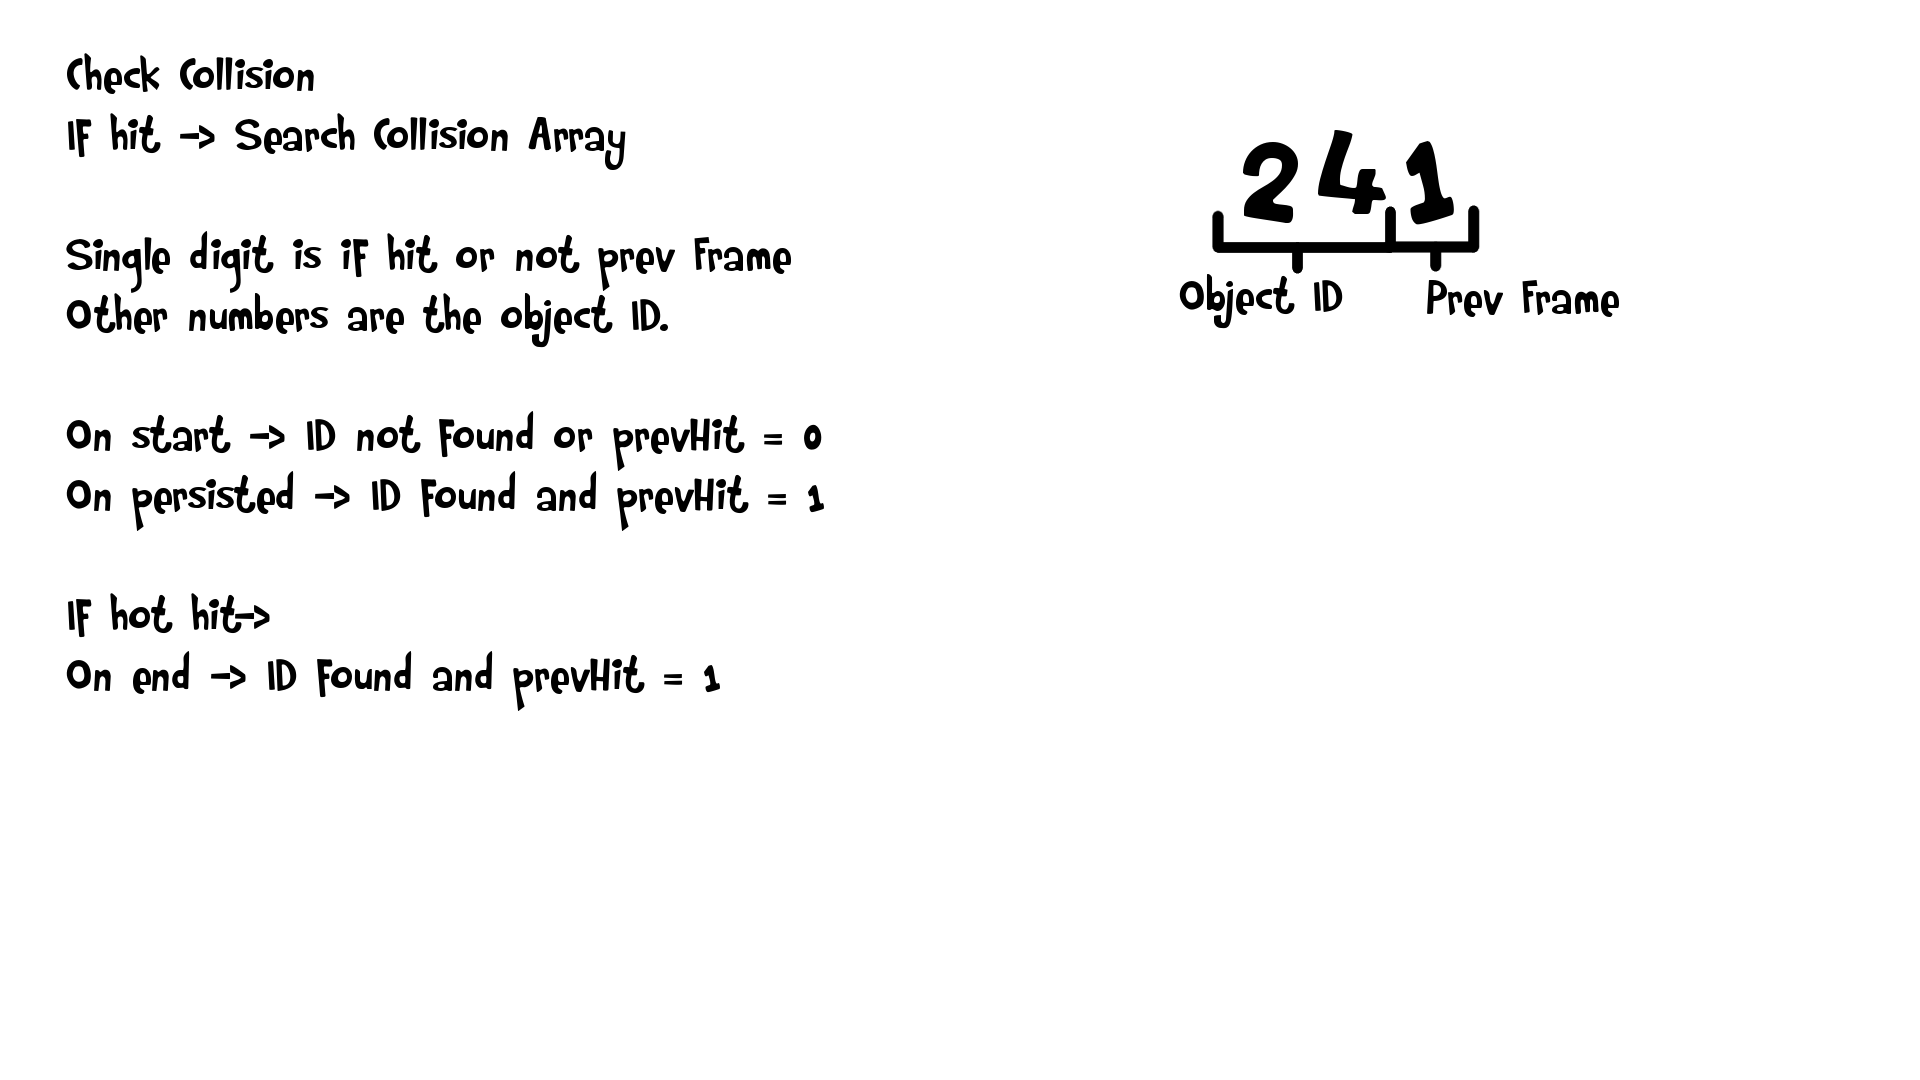 Check Collision
IF hit -> Search Collision Array
Single digit is if hit or not prev Frame
Other numbers are the object ID.
On start -> ID not Found or prevHit = 0
On persisted -> ID Found and prevHit = 1
IF hot hit->
On end -> ID Found and prevHit = 1
241
Object ID
Prev Frame